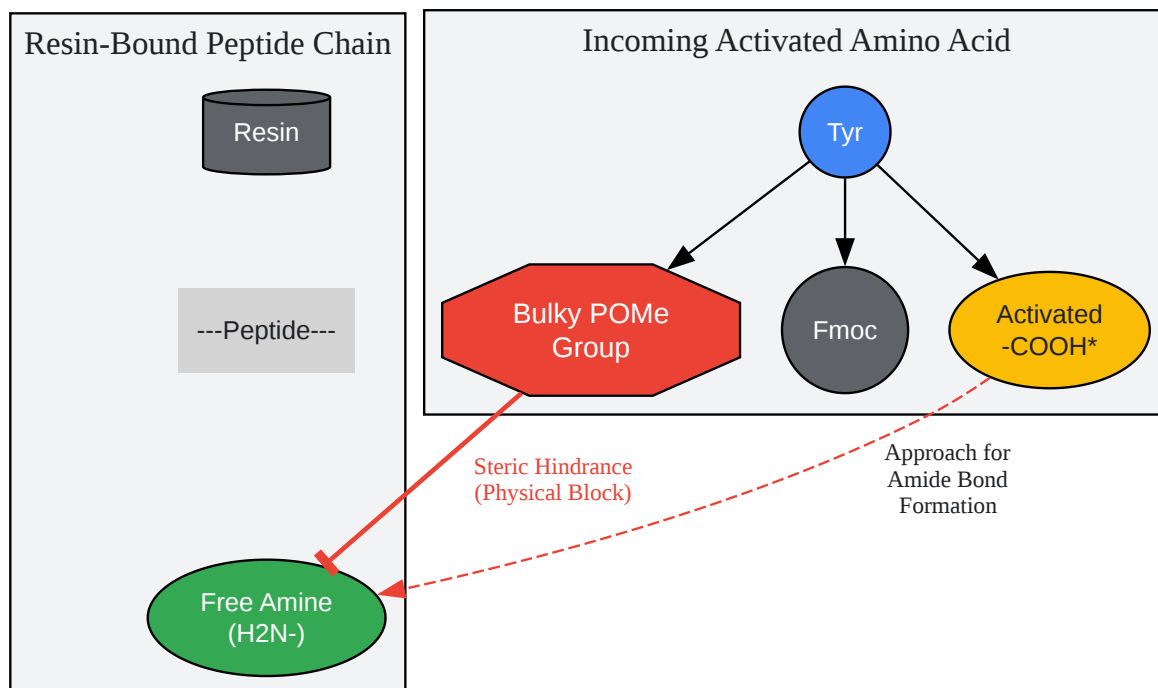 Resin-Bound Peptide Chain
Resin
---Peptide---
Free Amine
(H2N-)
Incoming Activated Amino Acid
Tyr
Bulky POMe
Group
Fmoc
Activated
-COOH*
Steric Hindrance
(Physical Block)
Approach for
Amide Bond
Formation